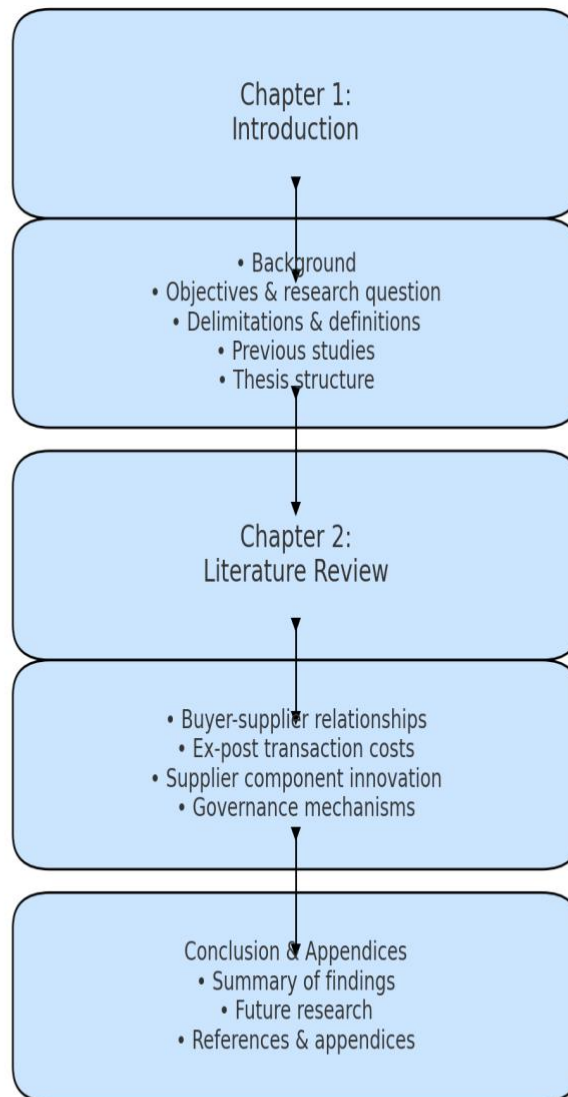 Chapter 1:
Introduction
• Background
• Objectives & research question
• Delimitations & definitions
• Previous studies
• Thesis structure
Chapter 2:
Literature Review
• Buyer-supplier relationships
• Ex-post transaction costs
• Supplier component innovation
• Governance mechanisms
Conclusion & Appendices
• Summary of findings
• Future research
• References & appendices